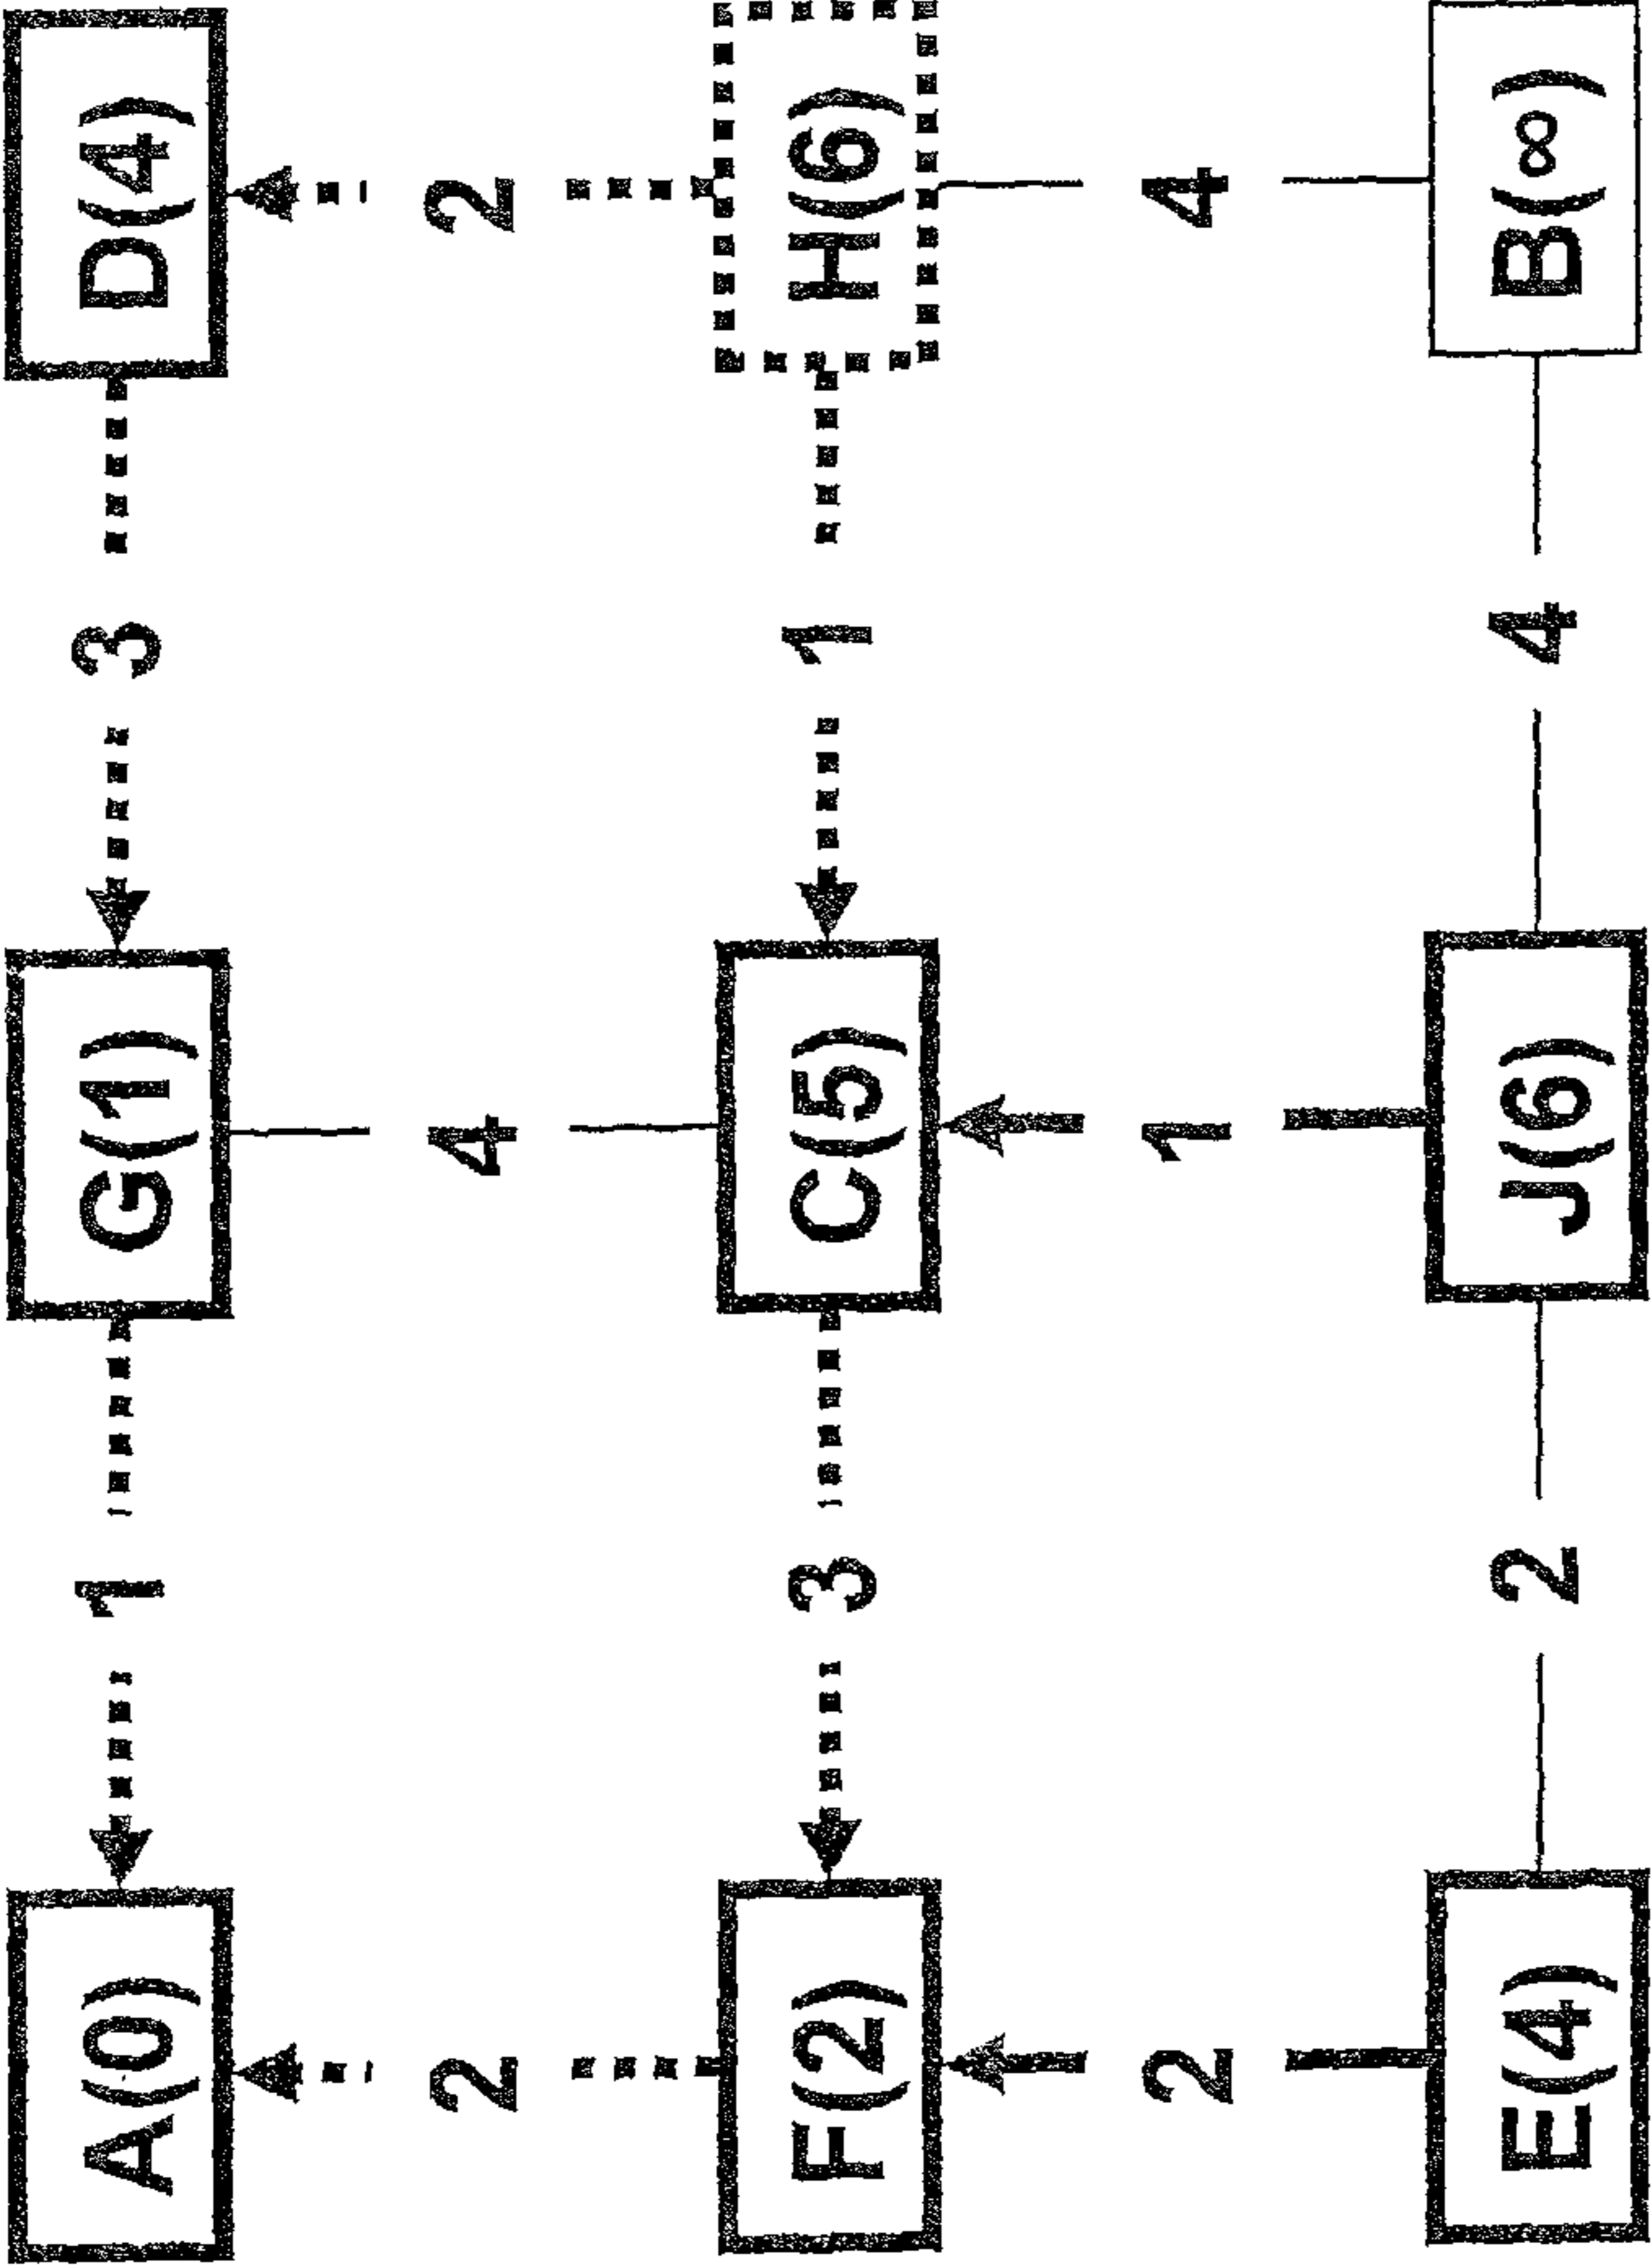 A(0) 1 G(1) 3 D(4)
2 4 2
F(2) 3 C(5) 1 H(6)
2 1 4
E(4) 2 J(6) 4 B(∞)